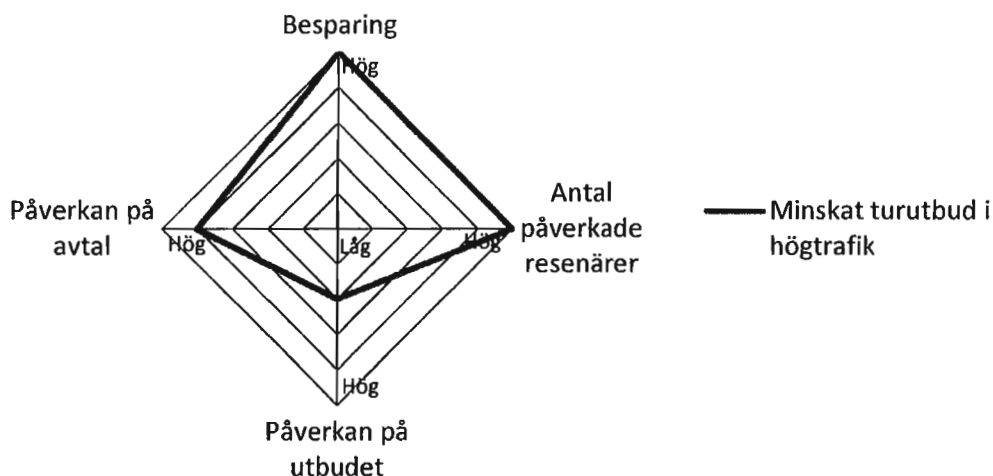 Besparing
Hög
Påverkan på
avtal
Hög
Låg
Hög
Antal
påverkade
resenärer
Minskat turutbud i
högtrafik
Hög
Påverkan på
utbudet